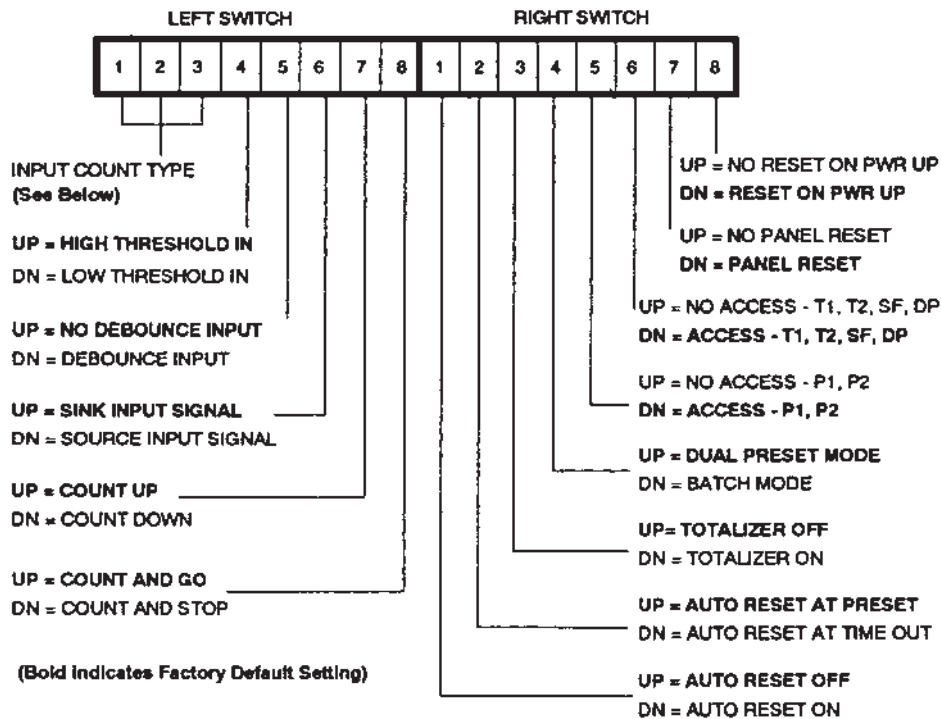 LEFT SWITCH
RIGHT SWITCH
1 2 3 4 5 6 7 8 1 2 3 4 5 6 7 8
INPUT COUNT TYPE
(See Below)
UP = HIGH THRESHOLD IN
DN = LOW THRESHOLD IN
UP = NO DEBOUNCE INPUT
DN = DEBOUNCE INPUT
UP = SINK INPUT SIGNAL
DN = SOURCE INPUT SIGNAL
UP = COUNT UP
DN = COUNT DOWN
UP = COUNT AND GO
DN = COUNT AND STOP
(Bold Indicates Factory Default Setting)
UP = NO RESET ON PWR UP
DN = RESET ON PWR UP
UP = NO PANEL RESET
DN = PANEL RESET
UP = NO ACCESS - T1, T2, SF, DP
DN = ACCESS - T1, T2, SF, DP
UP = NO ACCESS - P1, P2
DN = ACCESS - P1, P2
UP = DUAL PRESET MODE
DN = BATCH MODE
UP= TOTALIZER OFF
DN = TOTALIZER ON
UP = AUTO RESET AT PRESET
DN = AUTO RESET AT TIME OUT
UP = AUTO RESET OFF
DN = AUTO RESET ON